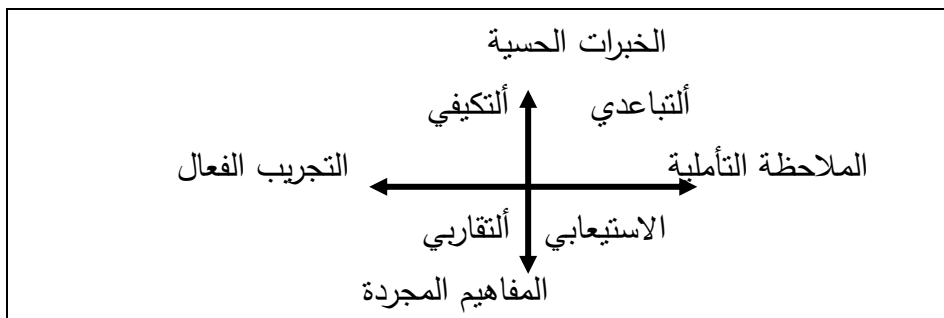 الخبرات الحسية
ألتباعدي ألتكيفي
الملاحظة التأملية التجريب الفعال
الاستيعابي ألتقاربي
المفاهيم المجردة